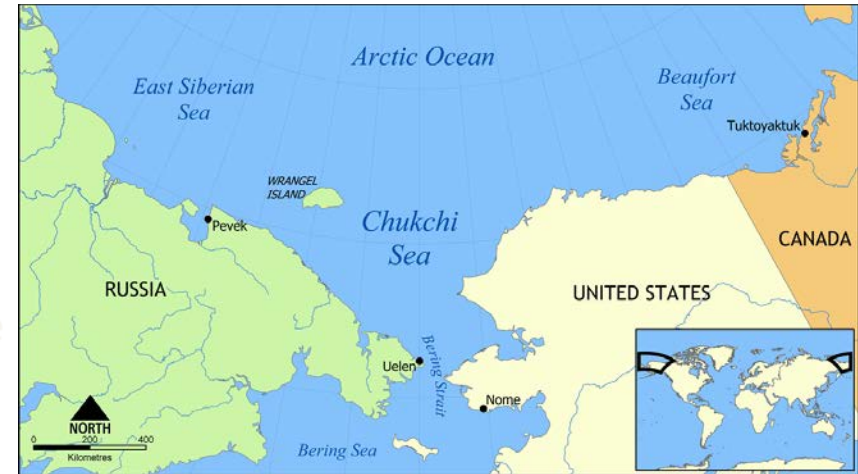 Arctic Ocean
East Siberian
Sea
Beaufort
Sea
Tuktoyaktuk
WRANGEL
ISLAND
Pevek
Chukchi
Sea
CANADA
RUSSIA
UNITED STATES
Uelen
Bering Strait
Nome
NORTH
0 200 400
Kilometres
Bering Sea